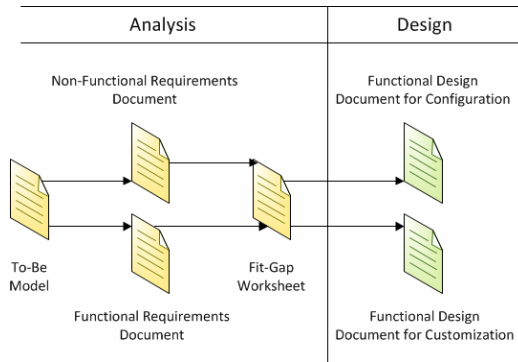 Analysis
Design
Non-Functional Requirements
Document
Functional Design
Document for Configuration
To-Be
Model
Fit-Gap
Worksheet
Functional Requirements
Document
Functional Design
Document for Customization